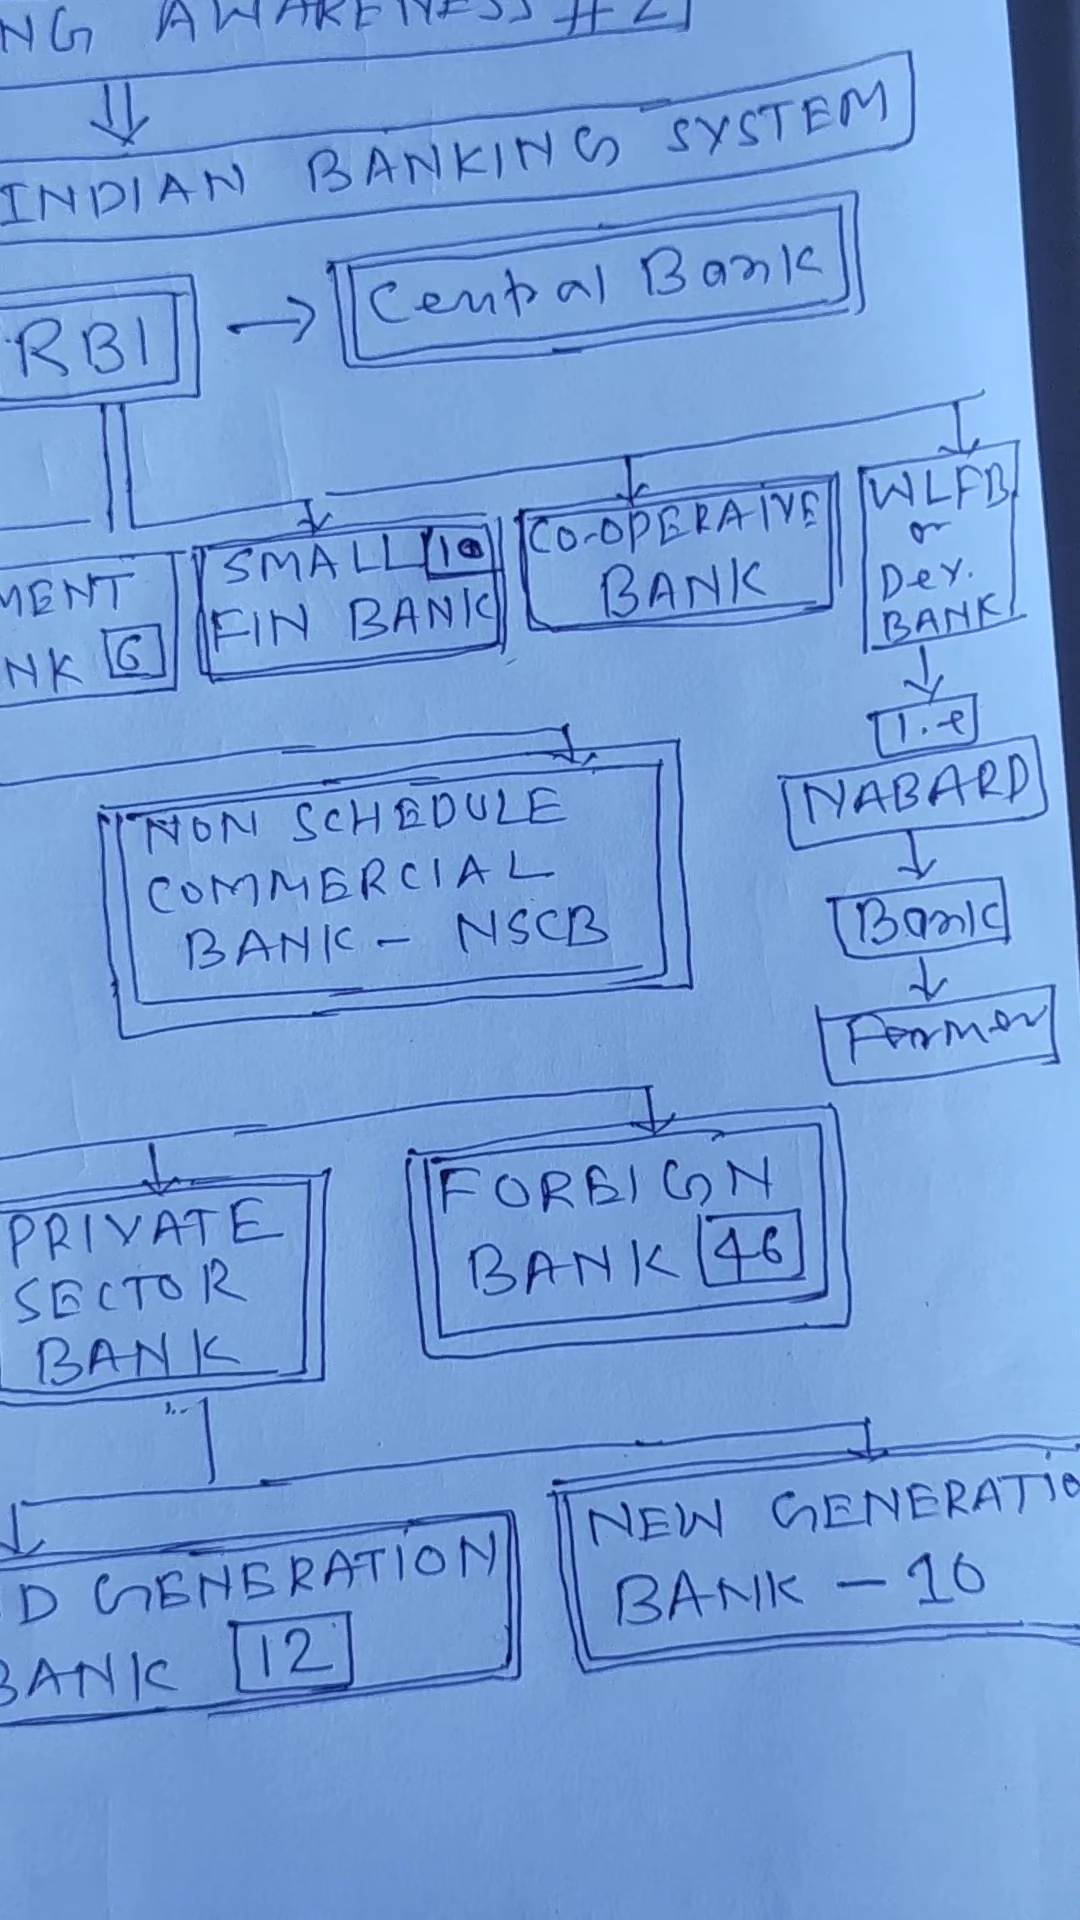 NG AWARENESS #2
INDIAN BANKING SYSTEM
RBI → Central Bank
MENT
NK 6
SMALL 10
FIN BANK
CO-OPERAIVE
BANK
WLFB
or
Dev.
BANK
I.e
NABARD
Bank
Farmer
NON SCHEDULE
COMMERCIAL
BANK - NSCB
PRIVATE
SECTOR
BANK
FOREIGN
BANK 46
D GENERATION
BANK 12
NEW GENERATIO
BANK - 10